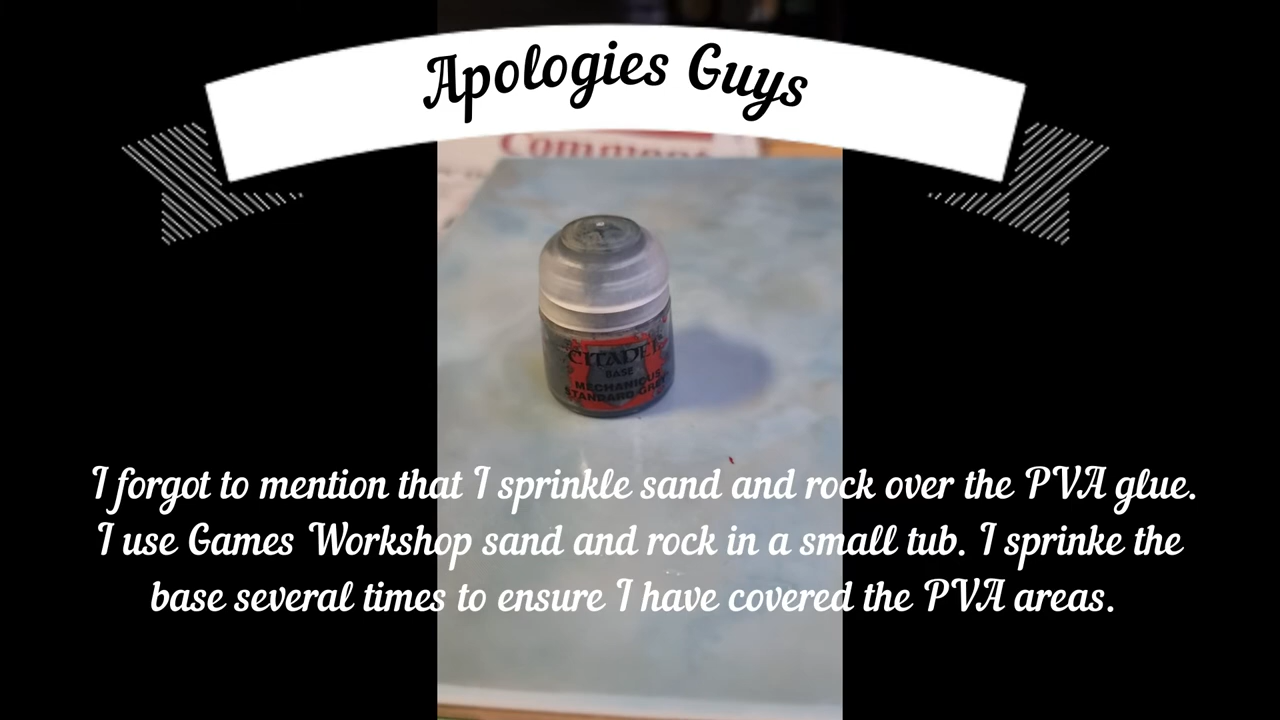 Apologies Guys
Comment
CITADEL
BASE
MECHANICUS
STANDARD GREY
I forgot to mention that I sprinkle sand and rock over the PVA glue.
I use Games Workshop sand and rock in a small tub. I sprinke the
base several times to ensure I have covered the PVA areas.